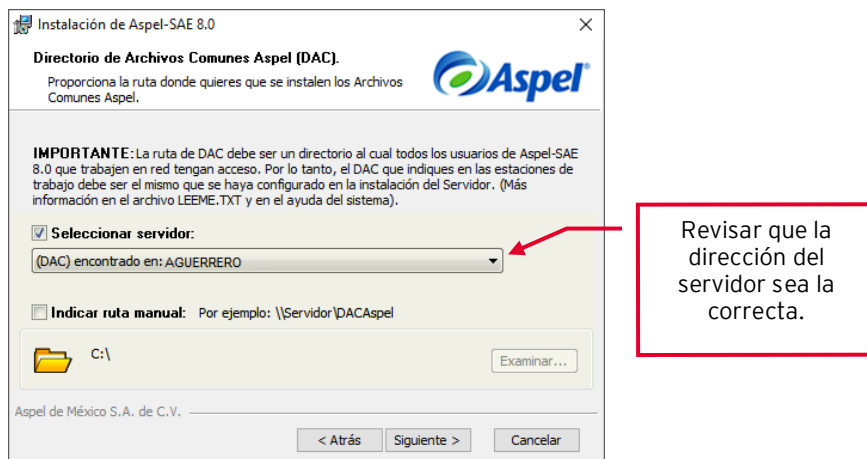 Instalación de Aspel-SAE 8.0
Directorio de Archivos Comunes Aspel (DAC).
Proporciona la ruta donde quieres que se instalen los Archivos
Comunes Aspel.
Aspel
IMPORTANTE:La ruta de DAC debe ser un directorio al cual todos los usuarios de Aspel-SAE
8.0 que trabajen en red tengan acceso. Por lo tanto, el DAC que indiques en las estaciones de
trabajo debe ser el mismo que se haya configurado en la instalación del Servidor. (Más
información en el archivo LEEME.TXT y en el ayuda del sistema).
Seleccionar servidor:
(DAC) encontrado en: AGUERRERO
Indicar ruta manual: Por ejemplo: \\Servidor\DACAspel
C:\
Examinar...
Aspel de México S.A. de C.V.
< Atrás
Siguiente >
Cancelar
Revisar que la
dirección del
servidor sea la
correcta.